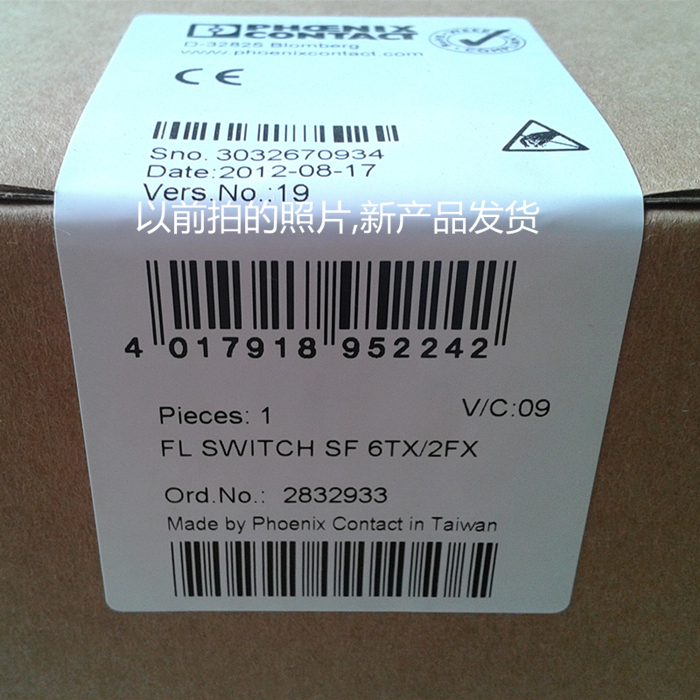 PHOENIX
CONTACT
D-32825 Blomberg
www.phoenixcontact.com
CE
Sno. 3032670934
Date:2012-08-17
Vers.No.:19
以前拍的照片,新产品发货
4 017918 952242
Pieces: 1
V/C:09
FL SWITCH SF 6TX/2FX
Ord.No.: 2832933
Made by Phoenix Contact in Taiwan